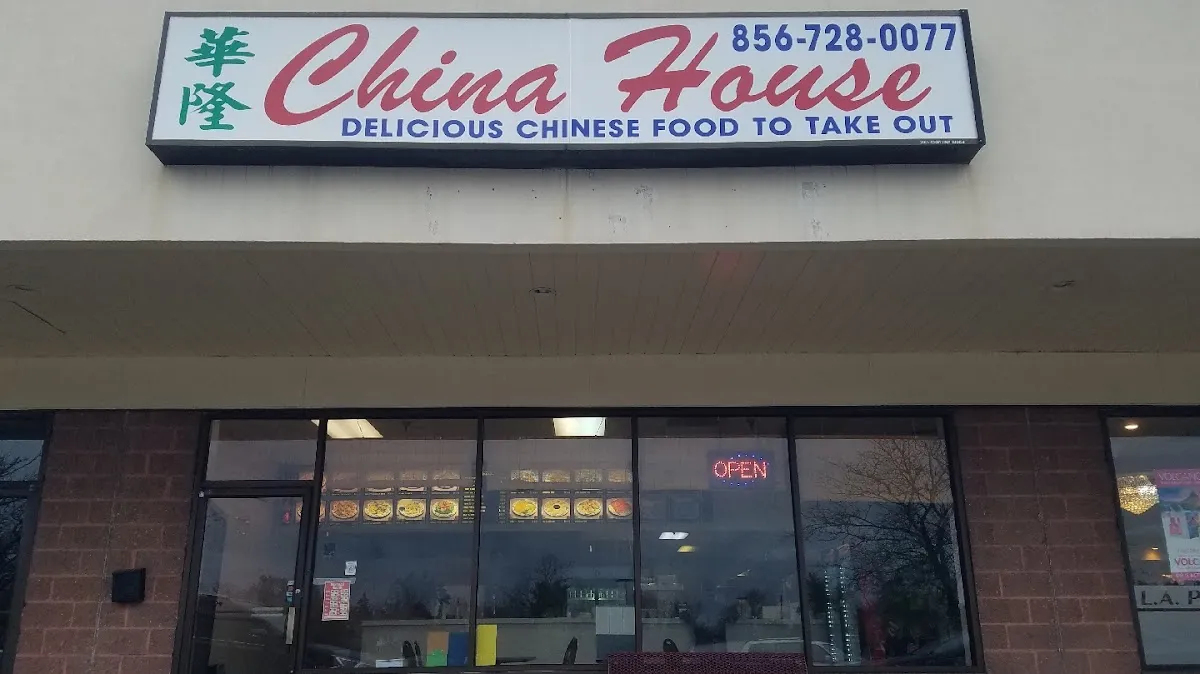 華隆
China House
856-728-0077
DELICIOUS CHINESE FOOD TO TAKE OUT
OPEN
L.A. P